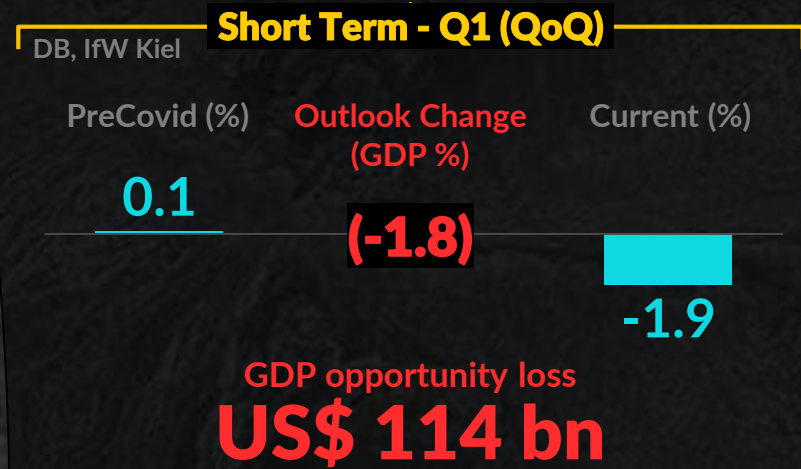 Short Term - Q1 (QoQ)
DB, IfW Kiel
PreCovid (%)
Outlook Change
(GDP %)
Current (%)
0.1
(-1.8)
-1.9
GDP opportunity loss
US$ 114 bn